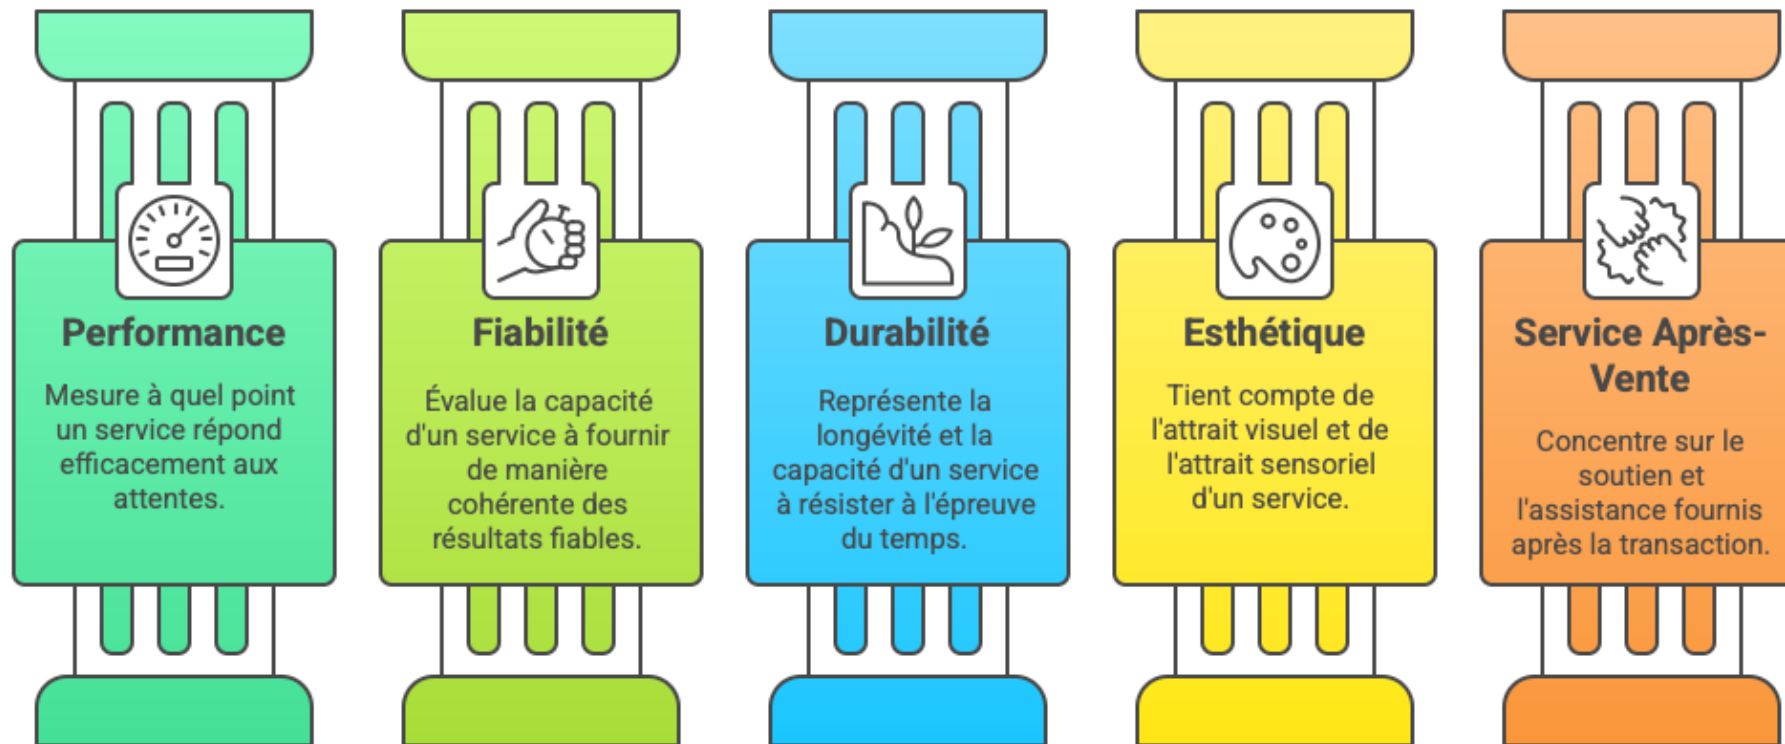 Performance
Mesure à quel point
un service répond
efficacement aux
attentes.
Fiabilité
Évalue la capacité
d'un service à fournir
de manière
cohérente des
résultats fiables.
Durabilité
Représente la
longévité et la
capacité d'un service
à résister à l'épreuve
du temps.
Esthétique
Tient compte de
l'attrait visuel et de
l'attrait sensoriel
d'un service.
Service Après-
Vente
Concentre sur le
soutien et
l'assistance fournis
après la transaction.